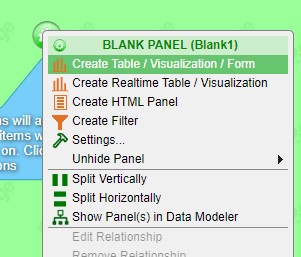 BLANK PANEL (Blank1)
Create Table / Visualization / Form
Create Realtime Table / Visualization
Create HTML Panel
Create Filter
Settings...
Unhide Panel
Split Vertically
Split Horizontally
Show Panel(s) in Data Modeler
Edit Relationship
Remove Relationship
ns will a
items w
on. Clic
ons